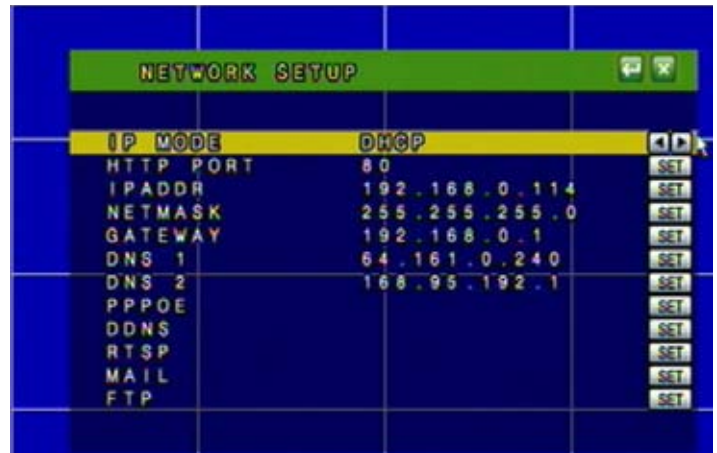 NETWORK SETUP
IP MODE DHCP
HTTP PORT 80 SET
IPADDR 192.168.0.114 SET
NETMASK 255.255.255.0 SET
GATEWAY 192.168.0.1 SET
DNS 1 64.161.0.240 SET
DNS 2 168.95.192.1 SET
PPPOE SET
DDNS SET
RTSP SET
MAIL SET
FTP SET